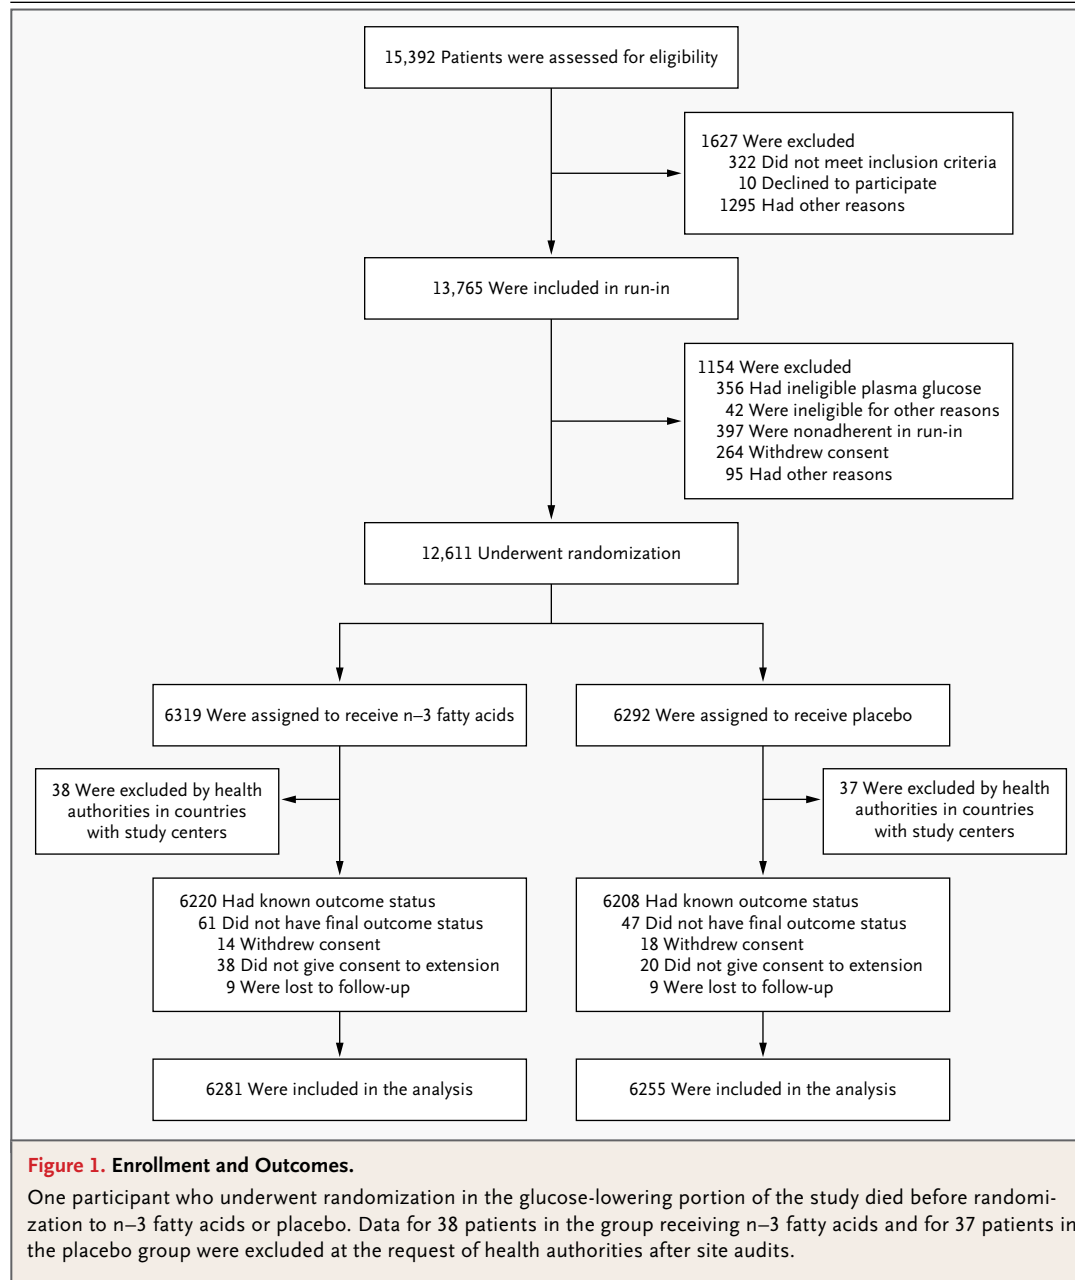 15,392 Patients were assessed for eligibility
1627 Were excluded
322 Did not meet inclusion criteria
10 Declined to participate
1295 Had other reasons
13,765 Were included in run-in
1154 Were excluded
356 Had ineligible plasma glucose
42 Were ineligible for other reasons
397 Were nonadherent in run-in
264 Withdrew consent
95 Had other reasons
12,611 Underwent randomization
6319 Were assigned to receive n–3 fatty acids
6292 Were assigned to receive placebo
38 Were excluded by health
authorities in countries
with study centers
37 Were excluded by health
authorities in countries
with study centers
6220 Had known outcome status
61 Did not have final outcome status
14 Withdrew consent
38 Did not give consent to extension
9 Were lost to follow-up
6208 Had known outcome status
47 Did not have final outcome status
18 Withdrew consent
20 Did not give consent to extension
9 Were lost to follow-up
6281 Were included in the analysis
6255 Were included in the analysis
Figure 1. Enrollment and Outcomes.
One participant who underwent randomization in the glucose-lowering portion of the study died before randomi-
zation to n–3 fatty acids or placebo. Data for 38 patients in the group receiving n–3 fatty acids and for 37 patients in
the placebo group were excluded at the request of health authorities after site audits.